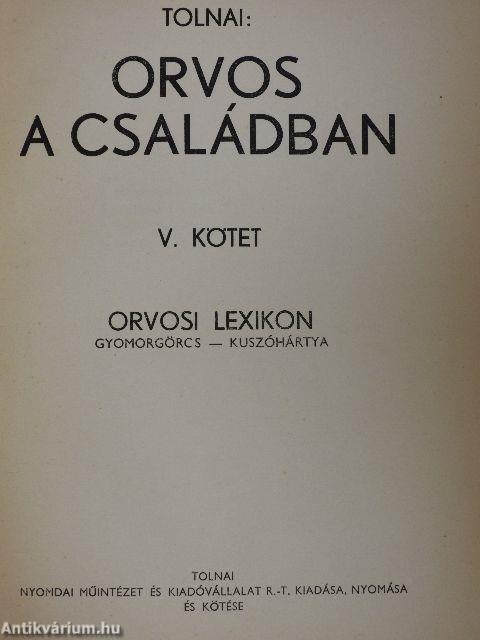 TOLNAI:
ORVOS
A CSALÁDBAN
V. KÖTET
ORVOSI LEXIKON
GYOMORGÖRCS — KUSZÓHÁRTYA
TOLNAI
NYOMDAI MŰINTÉZET ÉS KIADÓVÁLLALAT R.-T. KIADÁSA, NYOMÁSA
ÉS KÖTÉSE
Antikvárium.hu